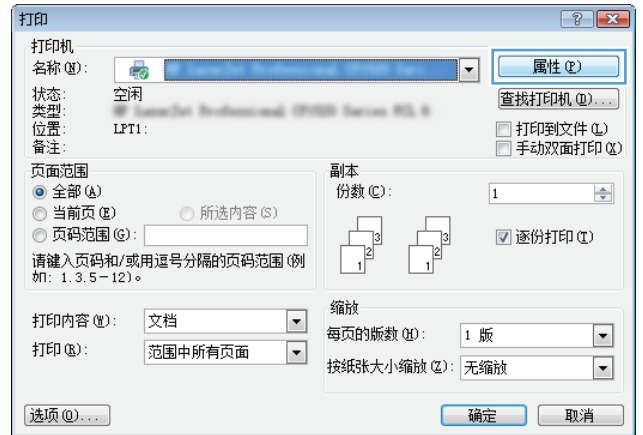 打印
打印机
名称(N):
属性(P)
状态: 空闲
查找打印机(D)...
类型:
位置: LPT1:
打印到文件(L)
备注:
手动双面打印(X)
页面范围
全部(A)
当前页(E) 所选内容(S)
页码范围(G):
请键入页码和/或用逗号分隔的页码范围(例
如: 1.3.5-12)。
副本
份数(C): 1
3
2
1
3
2
1
逐份打印(T)
打印内容(W): 文档
打印(R): 范围中所有页面
缩放
每页的版数(H): 1 版
按纸张大小缩放(Z): 无缩放
选项(O)...
确定 取消